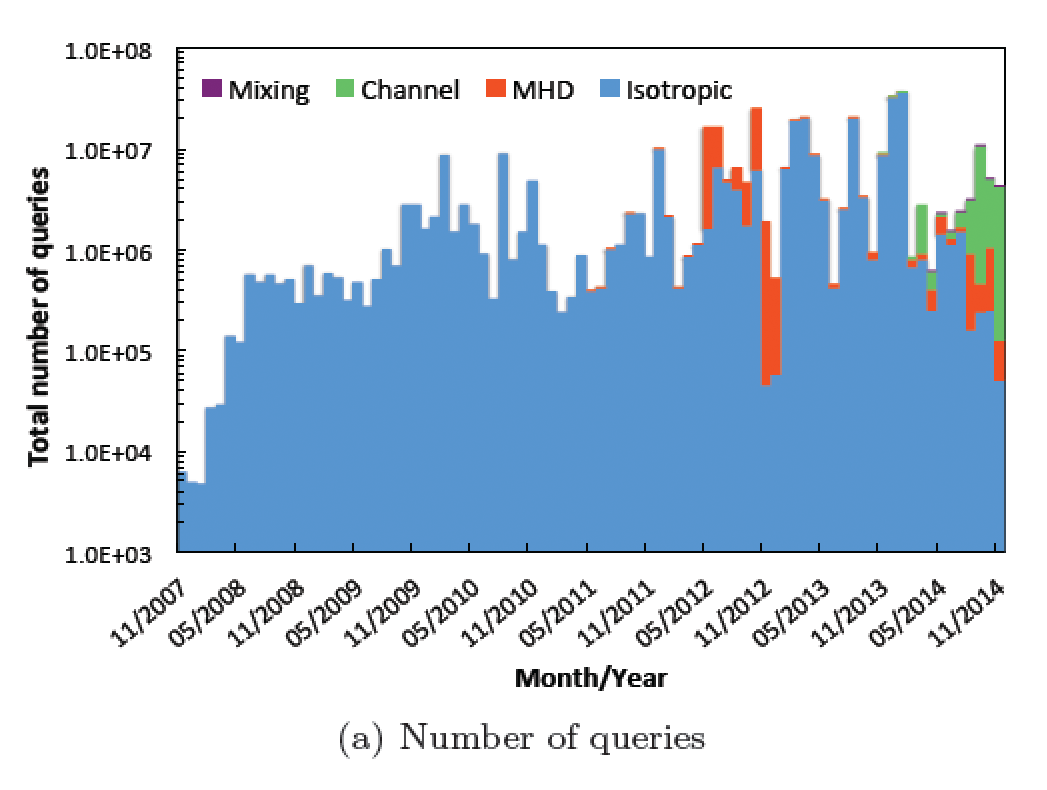 1.0E+08
Mixing Channel MHD Isotropic
1.0E+07
1.0E+06
1.0E+05
1.0E+04
1.0E+03
Total number of queries
11/2007 05/2008 11/2008 05/2009 11/2009 05/2010 11/2010 05/2011 11/2011 05/2012 11/2012 05/2013 11/2013 05/2014 11/2014
Month/Year
(a) Number of queries